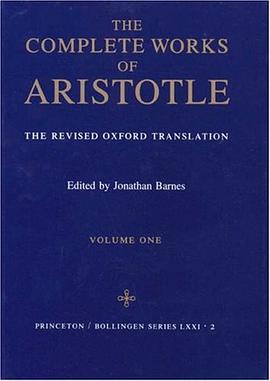 THE
COMPLETE WORKS
OF
ARISTOTLE
THE REVISED OXFORD TRANSLATION
Edited by Jonathan Barnes
VOLUME ONE
PRINCETON / BOLLINGEN SERIES LXXI · 2